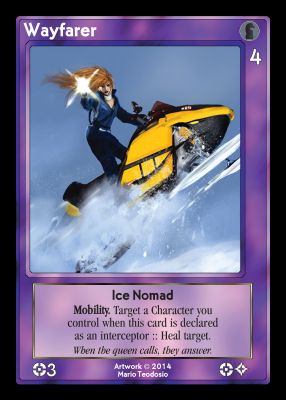 Wayfarer
4
Ice Nomad
Mobility. Target a Character you
control when this card is declared
as an interceptor :: Heal target.
When the queen calls, they answer.
3
Artwork © 2014
Mario Teodosio